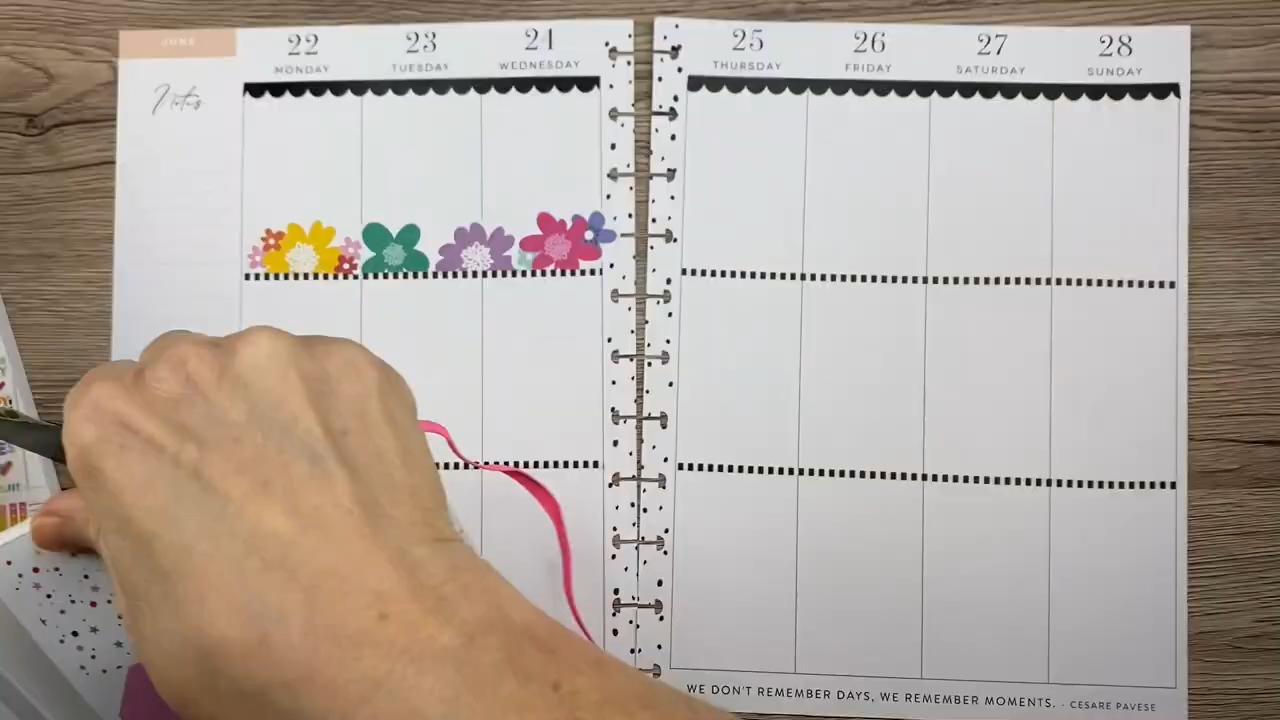 JUNE
22
MONDAY
23
TUESDAY
24
WEDNESDAY
25
THURSDAY
26
FRIDAY
27
SATURDAY
28
SUNDAY
Notes
WE DON'T REMEMBER DAYS, WE REMEMBER MOMENTS. - CESARE PAVESE